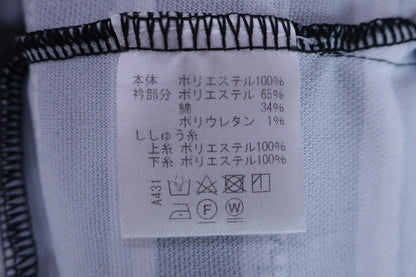 本体 ポリエステル100%
衿部分 ポリエステル 65%
綿 34%
ポリウレタン 1%
ししゅう糸
上糸 ポリエステル100%
下糸 ポリエステル100%
A431
F W